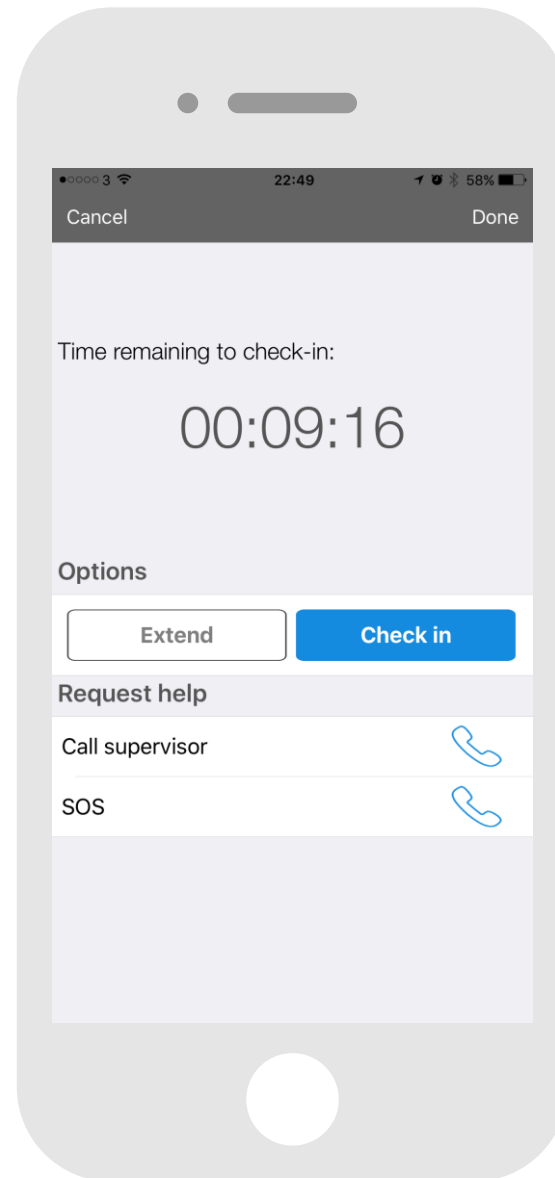 3 22:49 58%
Cancel Done
Time remaining to check-in:
00:09:16
Options
Extend Check in
Request help
Call supervisor
SOS